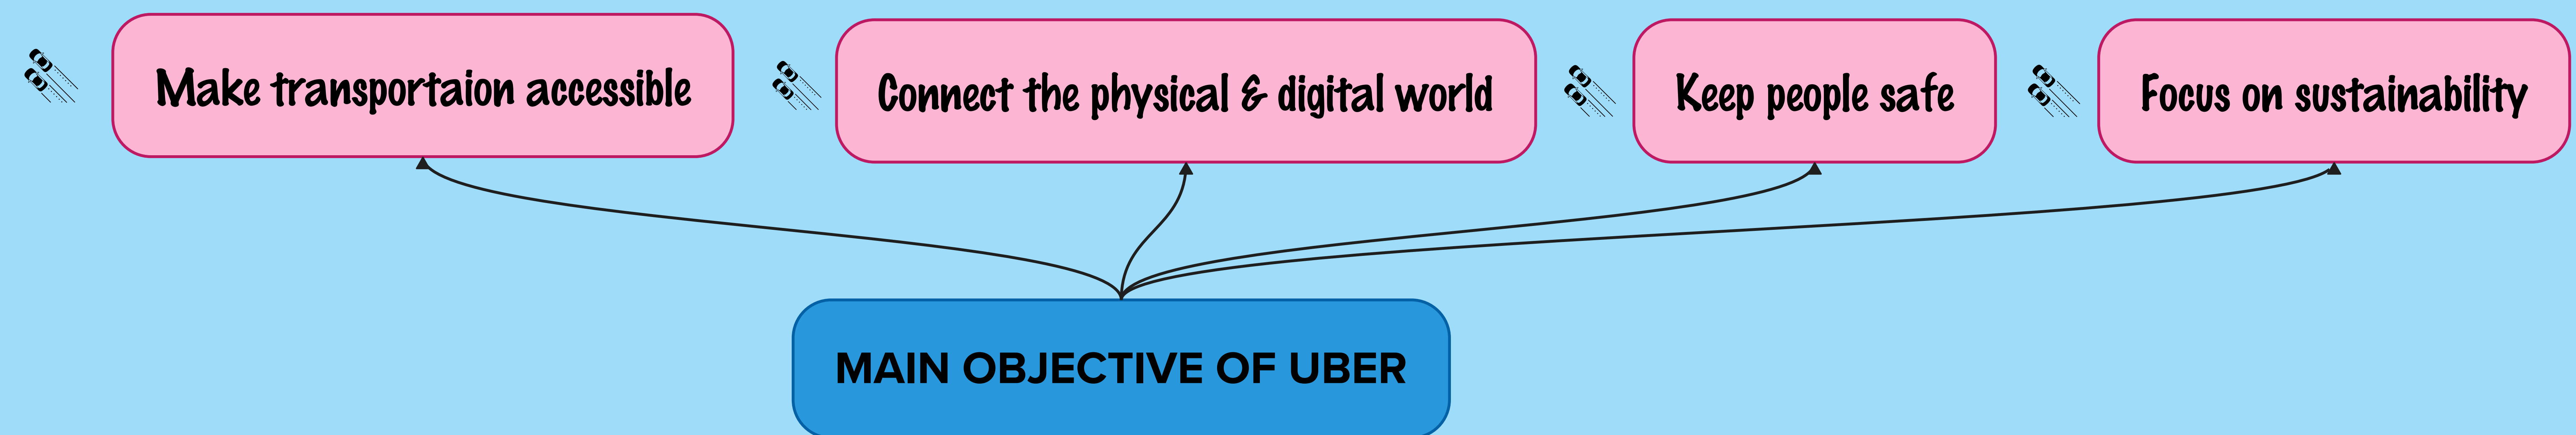 Make transportaion accessible
Connect the physical & digital world
Keep people safe
Focus on sustainability
MAIN OBJECTIVE OF UBER